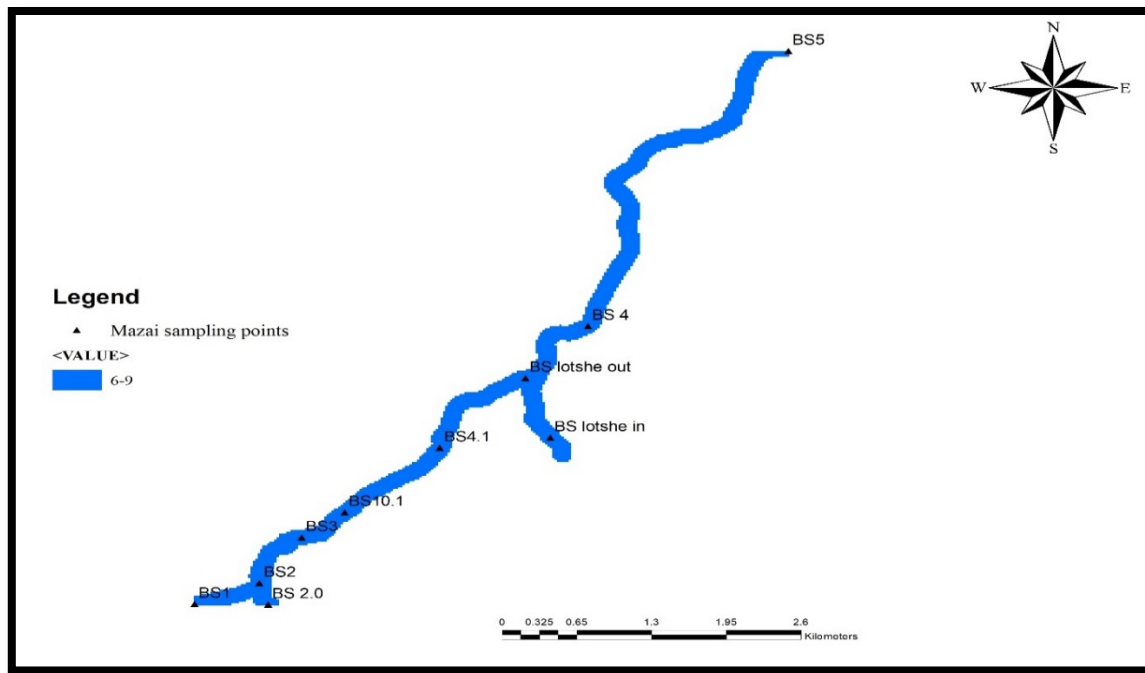 BS5
N
W E
S
Legend
Mazai sampling points
<VALUE>
6-9
BS 4
BS lotshe out
BS lotshe in
BS4.1
BS10.1
BS3
BS2
BS1
BS 2.0
0 0.325 0.65 1.3 1.95 2.6
Kilometers